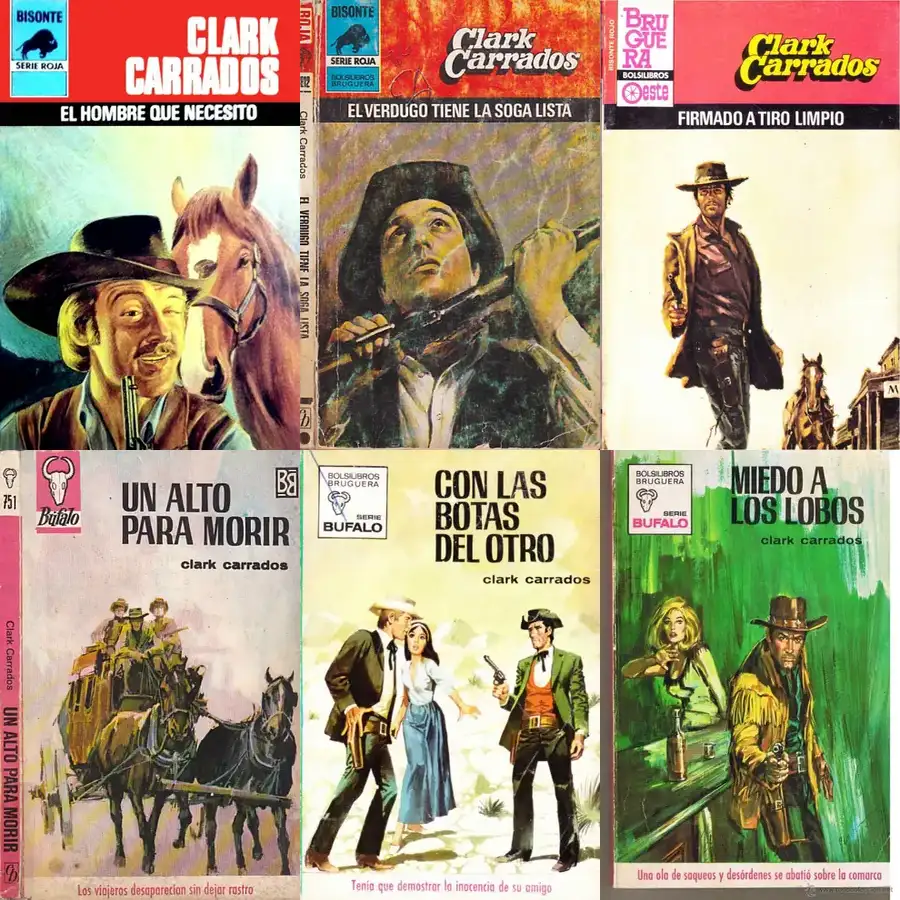 BISONTE
SERIE ROJA
CLARK
CARRADOS
EL HOMBRE QUE NECESITO
ROJA
Clark Carrados
EL VERDUGO TIENE LA SOGA LISTA
BISONTE
SERIE ROJA
BOLSILIBROS
BRUGUERA
Clark
Carrados
EL VERDUGO TIENE LA SOGA LISTA
BISONTE ROJO
BRU
GUE
RA
BOLSILIBROS
Oeste
Clark
Carrados
FIRMADO A TIRO LIMPIO
M
751
Clark Carrados
UN ALTO PARA MORIR
Búfalo
UN ALTO
PARA MORIR
clark carrados
Los viajeros desaparecían sin dejar rastro
BOLSILIBROS
BRUGUERA
SERIE
BUFALO
CON LAS
BOTAS
DEL OTRO
clark carrados
Tenía que demostrar la inocencia de su amigo
BOLSILIBROS
BRUGUERA
SERIE
BUFALO
MIEDO A
LOS LOBOS
clark carrados
Una ola de saqueos y desórdenes se abatió sobre la comarca